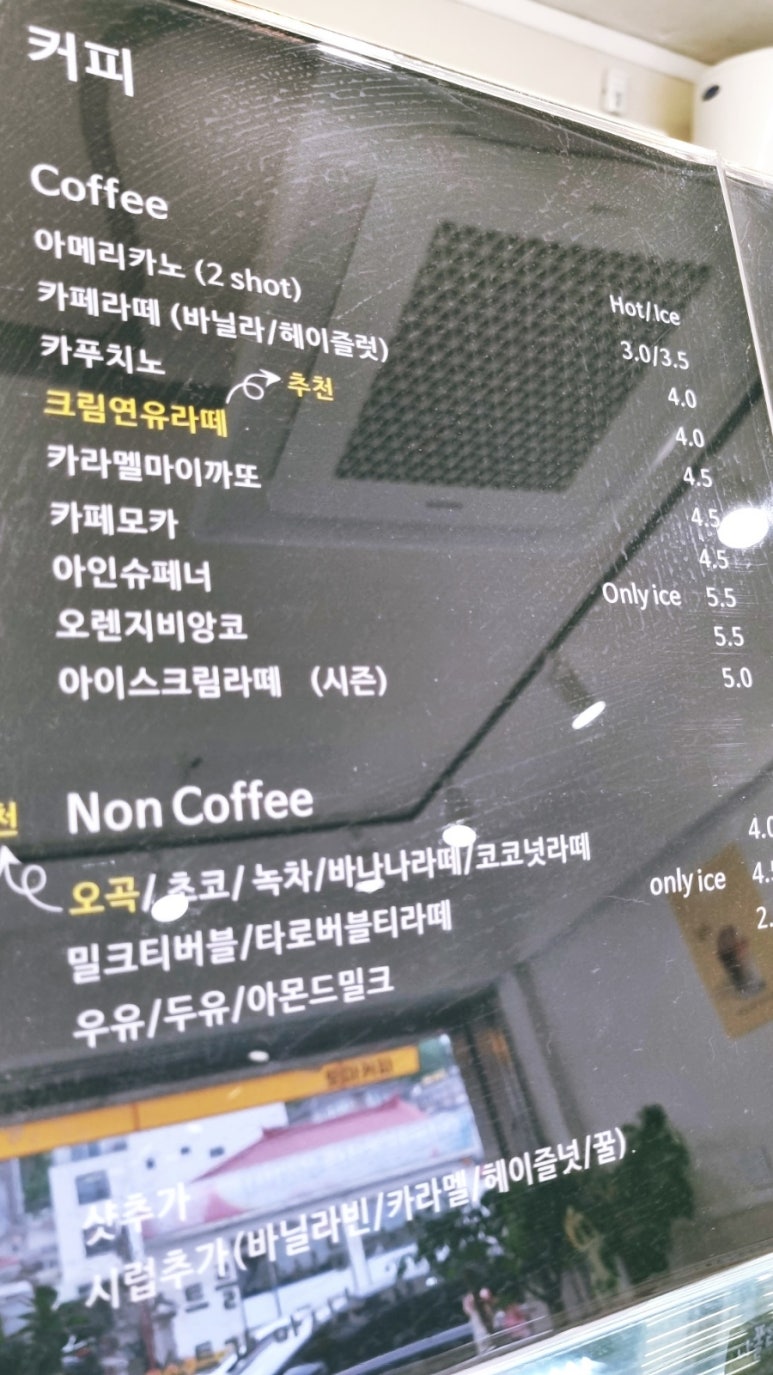 커피
Coffee
Hot/Ice
아메리카노 (2 shot) 3.0/3.5
카페라떼 (바닐라/헤이즐럿) 4.0
카푸치노 4.0
추천
크림연유라떼 4.5
카라멜마이까또 4.5
카페모카 4.5
아인슈페너 Only ice 5.5
오렌지비앙코 5.5
아이스크림라떼 (시즌) 5.0
천
Non Coffee
오곡/초코/녹차/바나나라떼/코코넛라떼 4.0
밀크티버블/타로버블티라떼 only ice 4.5
우유/두유/아몬드밀크 2.
샷추가
시럽추가(바닐라빈/카라멜/헤이즐넛/꿀)